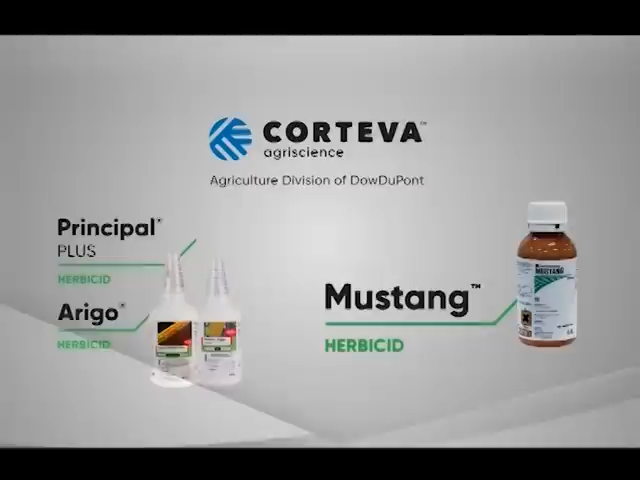 CORTEVA™
agriscience
Agriculture Division of DowDuPont
Principal®
PLUS
HERBICID
Arigo®
HERBICID
Mustang™
HERBICID
MUSTANG